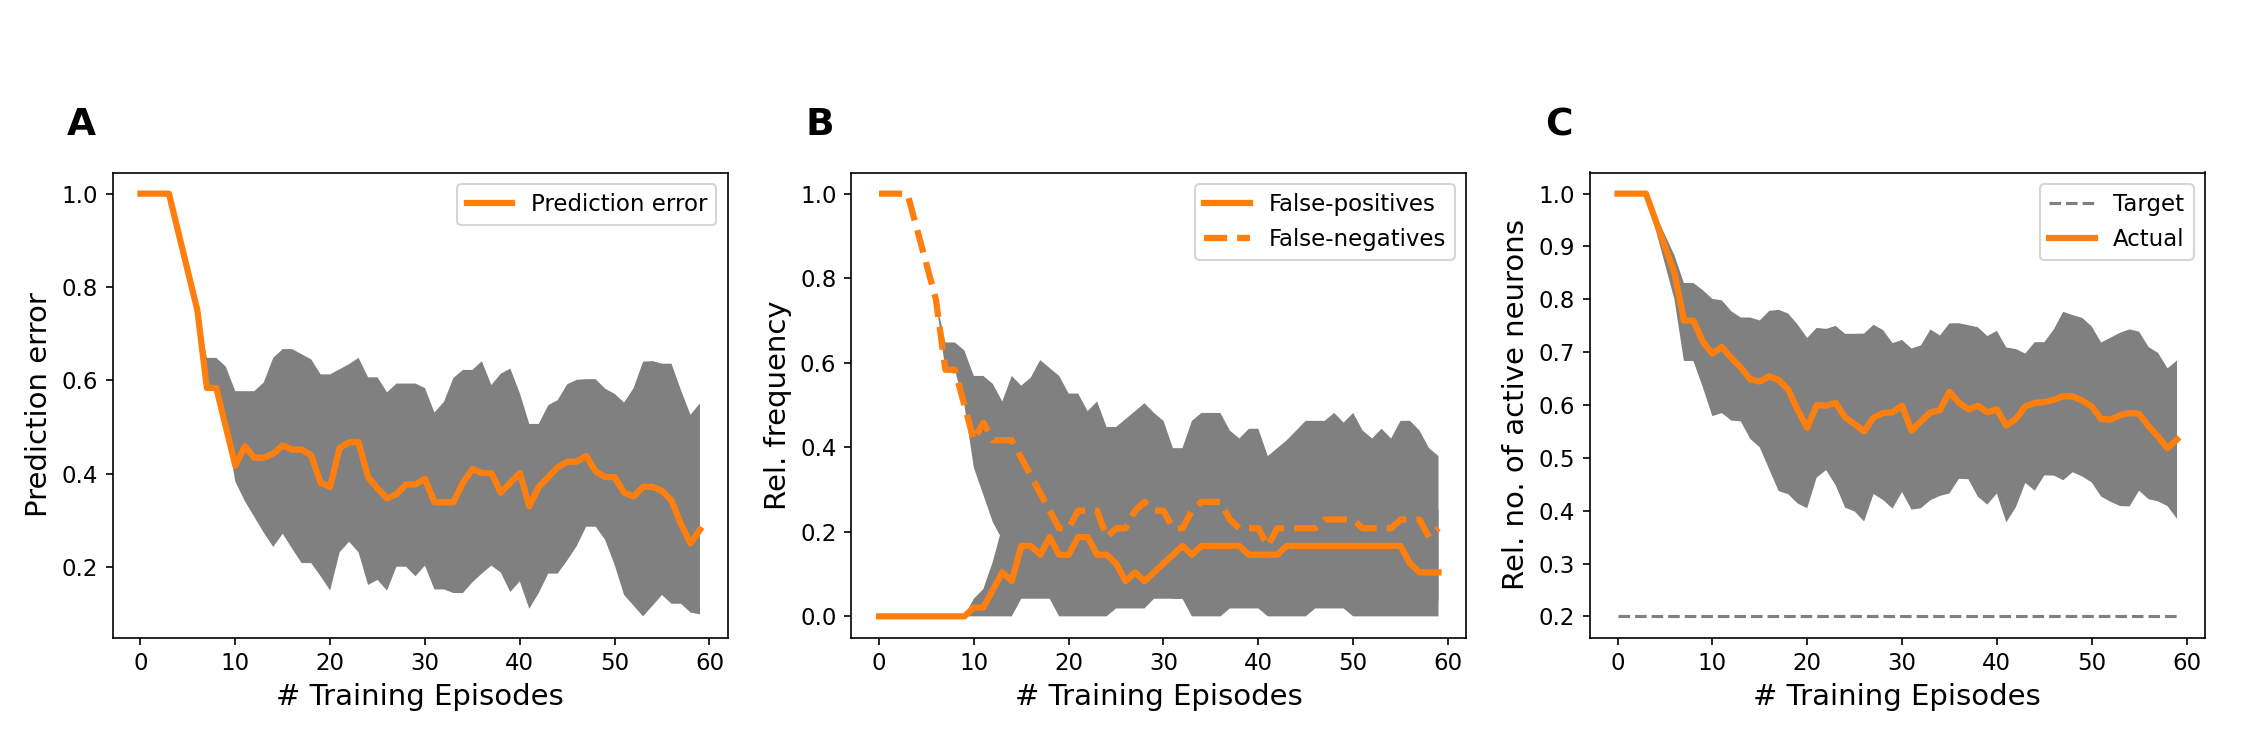 A
B
C
Prediction error
1.0
0.8
0.6
0.4
0.2
Prediction error
0
10
20
30
40
50
60
# Training Episodes
Rel. frequency
1.0
0.8
0.6
0.4
0.2
0.0
False-positives
False-negatives
0
10
20
30
40
50
60
# Training Episodes
Rel. no. of active neurons
1.0
0.9
0.8
0.7
0.6
0.5
0.4
0.3
0.2
Target
Actual
0
10
20
30
40
50
60
# Training Episodes